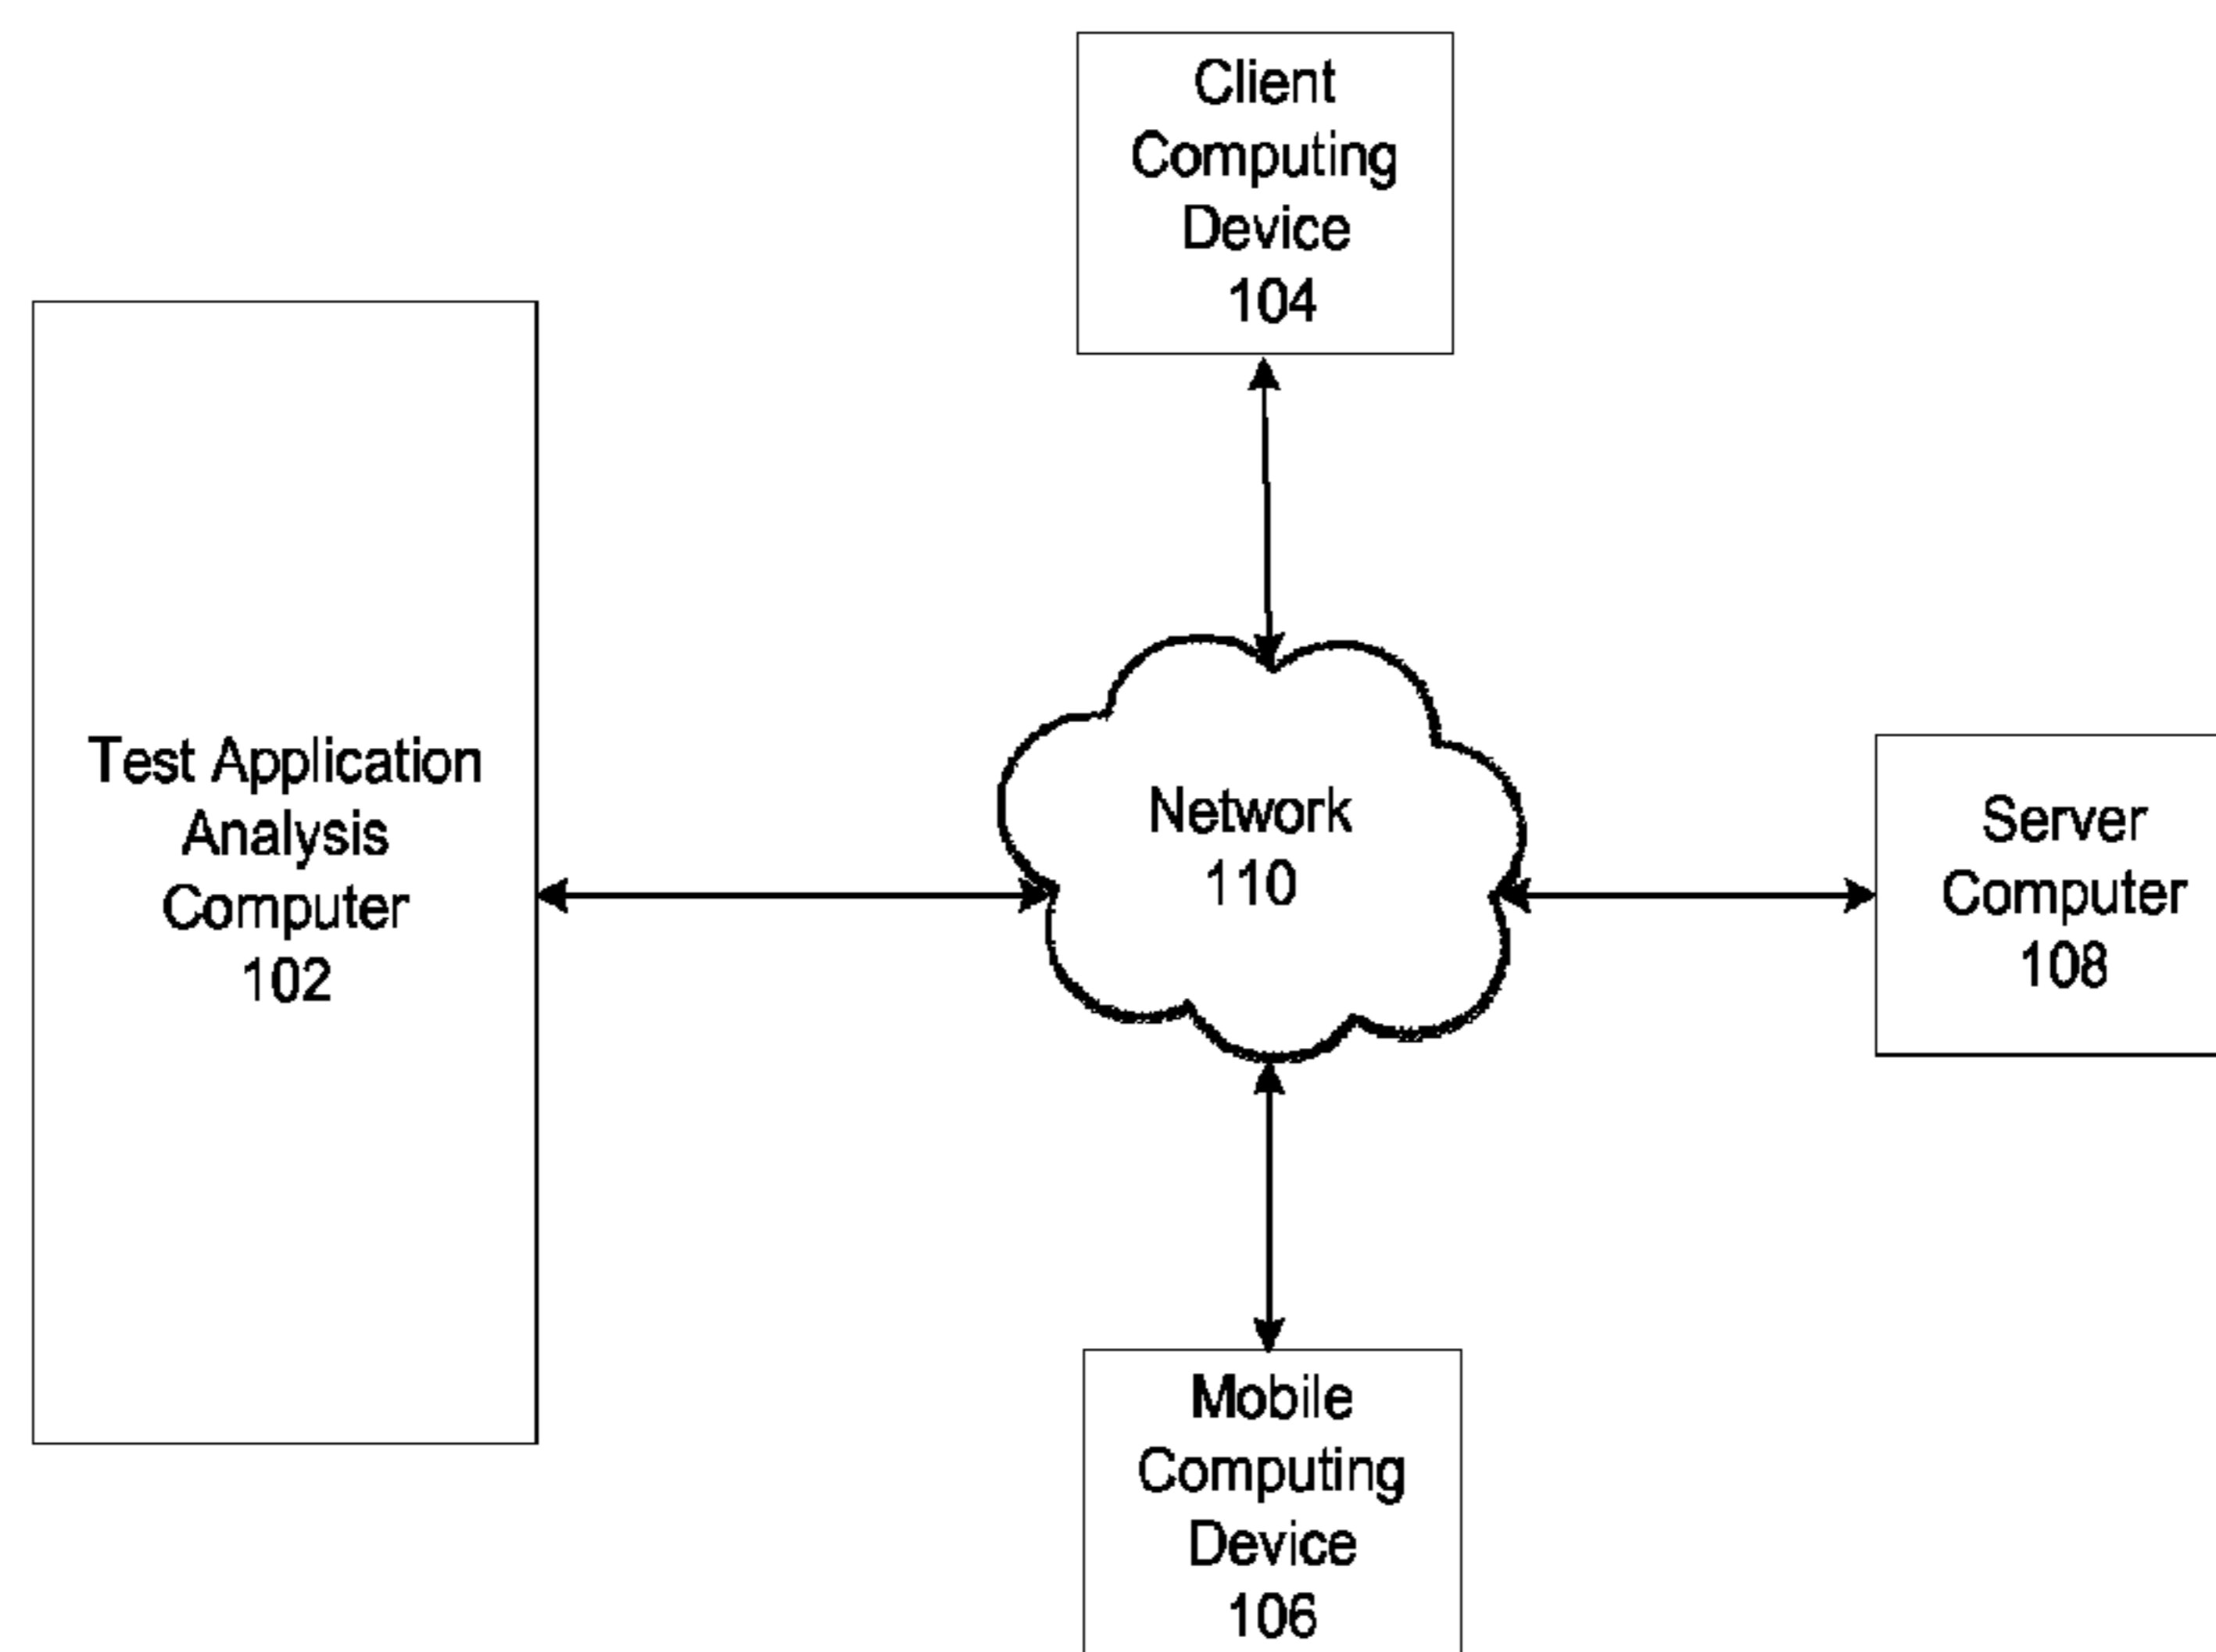 Client
Computing
Device
104
Test Application
Analysis
Computer
102
Network
110
Server
Computer
108
Mobile
Computing
Device
106